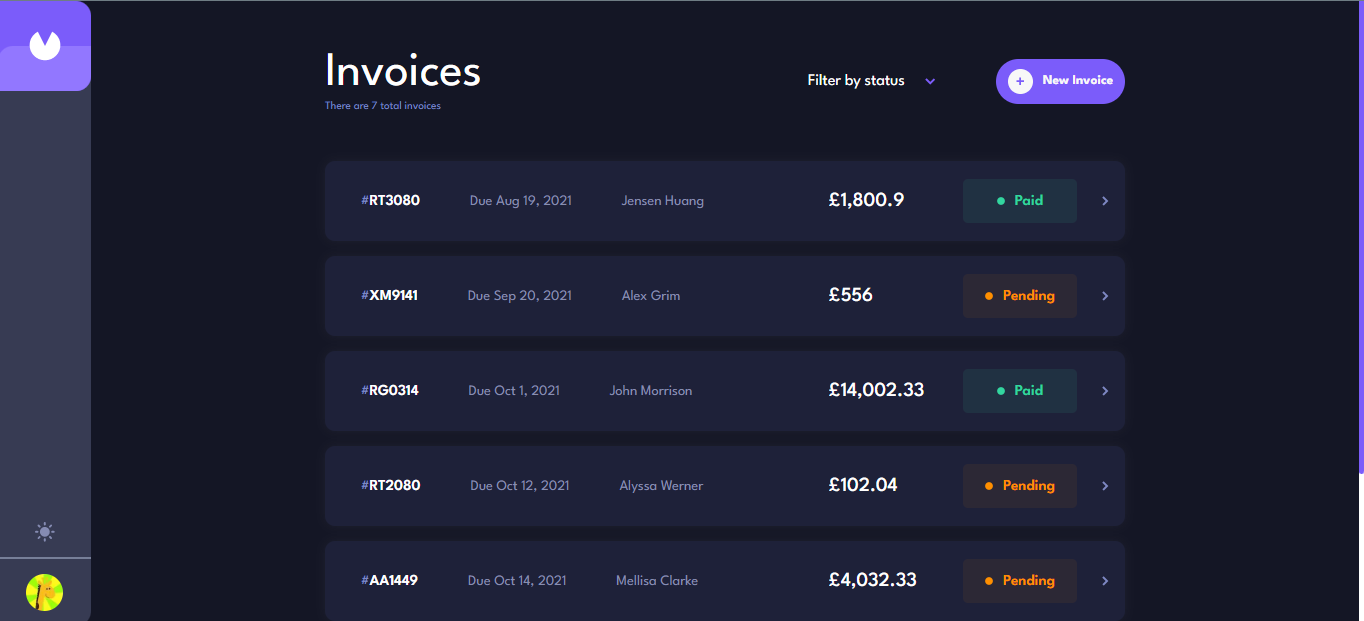 Invoices
There are 7 total invoices
Filter by status
New Invoice
#RT3080 Due Aug 19, 2021 Jensen Huang £1,800.9 Paid
#XM9141 Due Sep 20, 2021 Alex Grim £556 Pending
#RG0314 Due Oct 1, 2021 John Morrison £14,002.33 Paid
#RT2080 Due Oct 12, 2021 Alyssa Werner £102.04 Pending
#AA1449 Due Oct 14, 2021 Mellisa Clarke £4,032.33 Pending